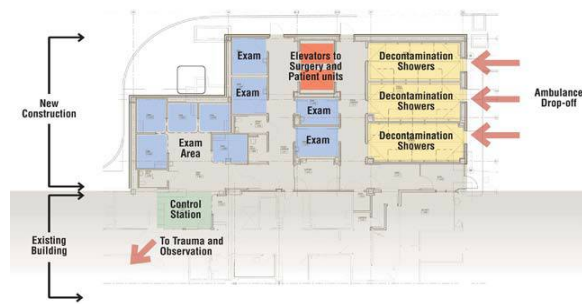 Exam
Elevators to
Surgery and
Patient units
Decontamination
Showers
Ambulance
Drop-off
New
Construction
Exam
Decontamination
Showers
Exam
Exam
Area
Exam
Decontamination
Showers
Control
Station
Existing
Building
To Trauma and
Observation